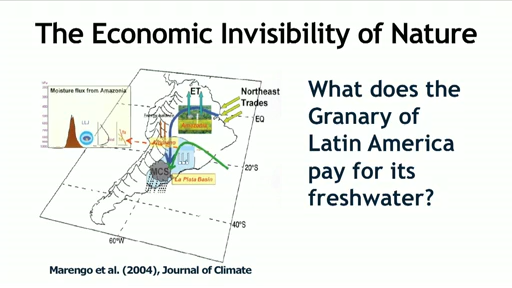 The Economic Invisibility of Nature
Moisture flux from Amazonia
ET
Northeast
Trades
EQ
LLJ
MCS
LLJ
La Plata Basin
20°S
40°S
60°W
Marengo et al. (2004), Journal of Climate
What does the
Granary of
Latin America
pay for its
freshwater?